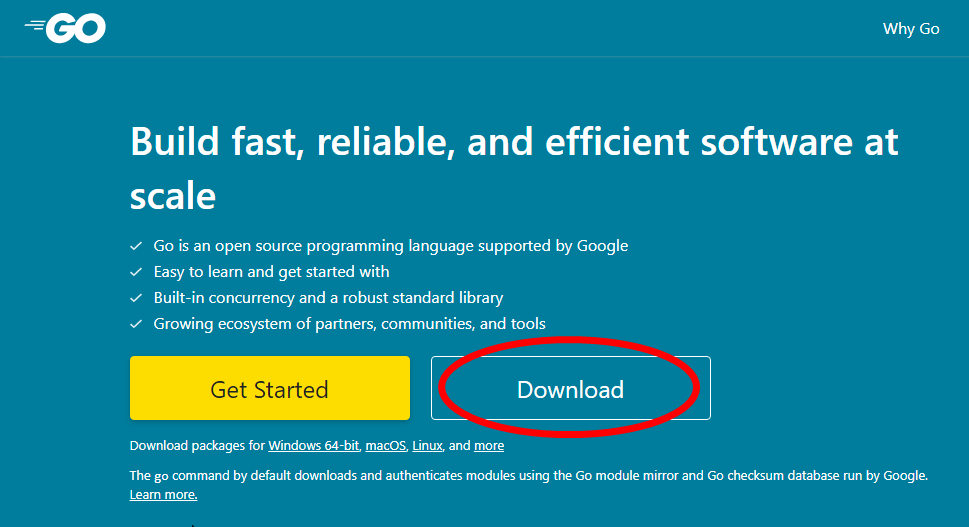 GO
Why Go
Build fast, reliable, and efficient software at
scale
Go is an open source programming language supported by Google
Easy to learn and get started with
Built-in concurrency and a robust standard library
Growing ecosystem of partners, communities, and tools
Get Started
Download
Download packages for Windows 64-bit, macOS, Linux, and more
The go command by default downloads and authenticates modules using the Go module mirror and Go checksum database run by Google.
Learn more.